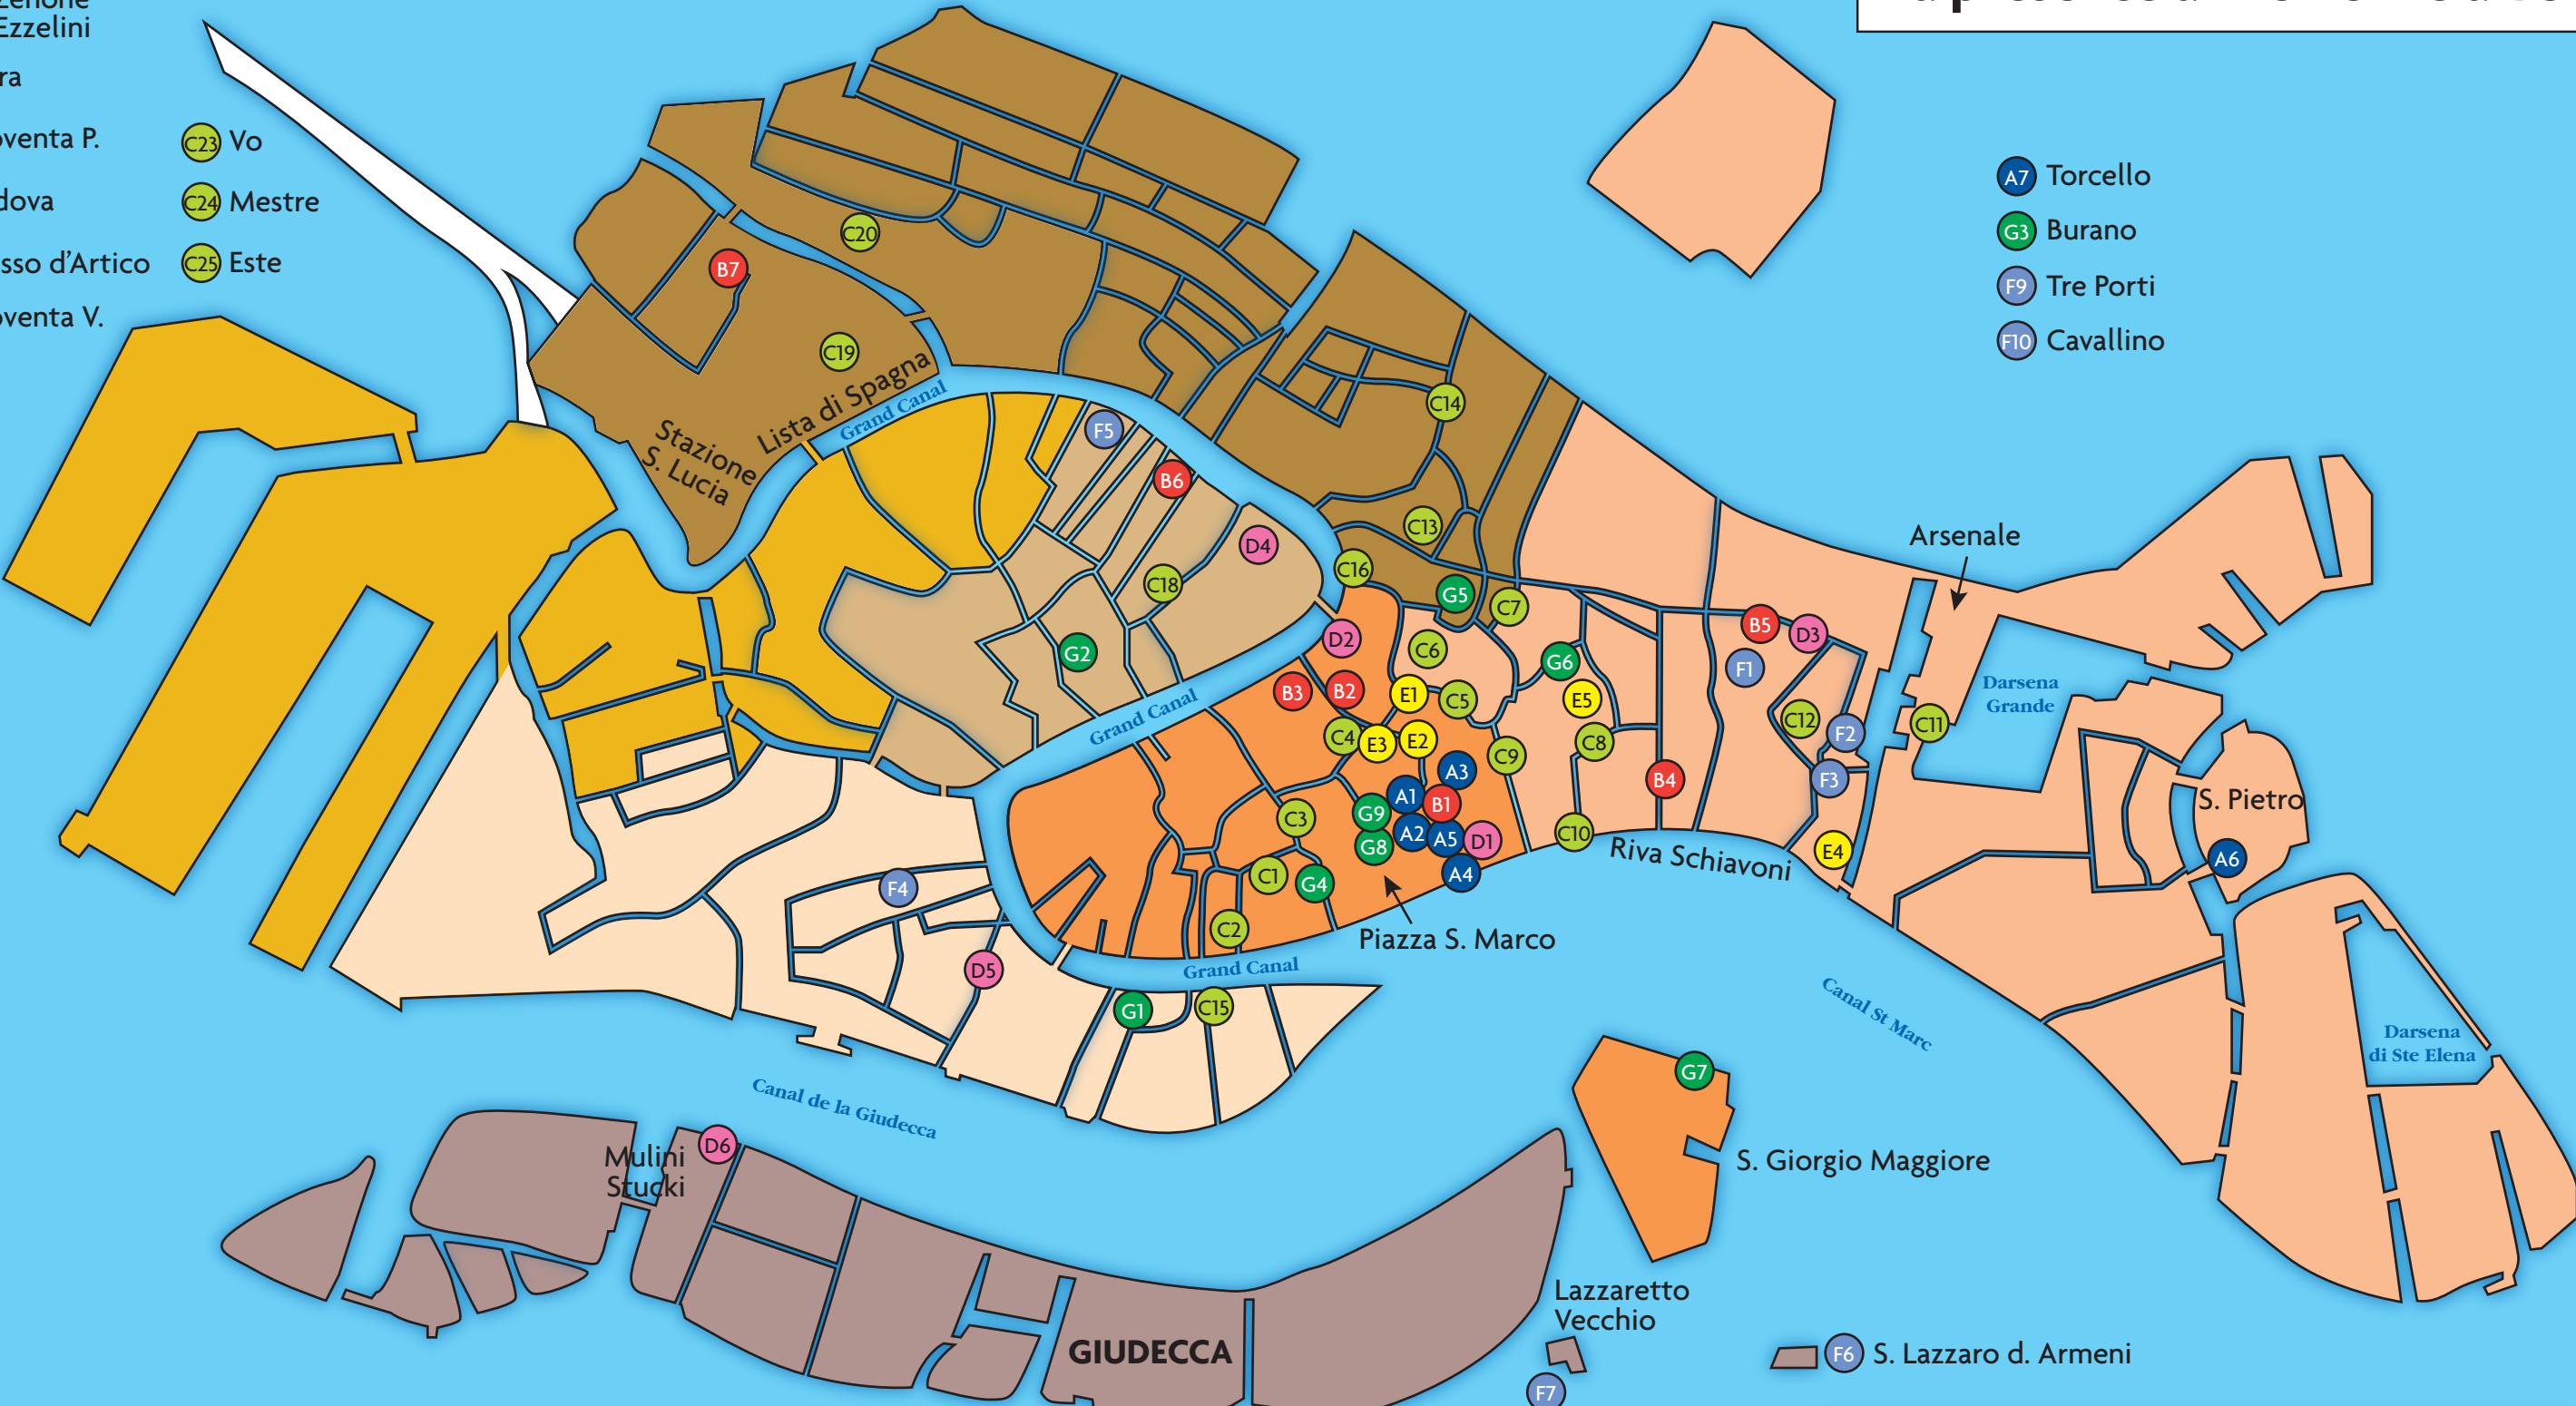 Ezzelini
C23 Vo
C24 Mestre
C25 Este
A7 Torcello
G3 Burano
F9 Tre Porti
F10 Cavallino
C20
B7
C19
Lista di Spagna
Grand Canal
Stazione
S. Lucia
F5
B6
C14
D4
C13
C16
C18
G5
C7
Arsenale
G2
D2
C6
G6
B5
D3
F1
B3
B2
E1
C5
E5
Darsena
Grande
C4
E3
E2
C8
C12
F2
C11
Grand Canal
A3
C9
B4
F3
A1
B1
G9
C3
A2
A5
D1
G8
C10
S. Pietro
Riva Schiavoni
E4
A6
F4
C1
G4
A4
C2
Piazza S. Marco
D5
Grand Canal
G1
C15
Canal St Marc
Darsena
di Ste Elena
G7
Canal de la Giudecca
D6
Mulini
Stucki
S. Giorgio Maggiore
Lazzaretto
Vecchio
GIUDECCA
F6 S. Lazzaro d. Armeni
F7